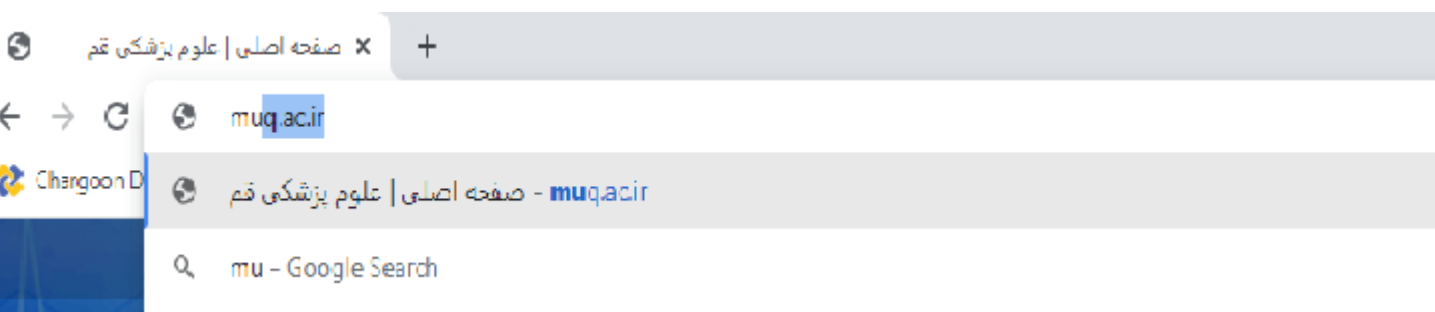 صفحه اصلی | علوم پزشکی قم
muq.ac.ir
Chargoon D
muq.ac.ir - صفحه اصلی | علوم پزشکی قم
mu – Google Search